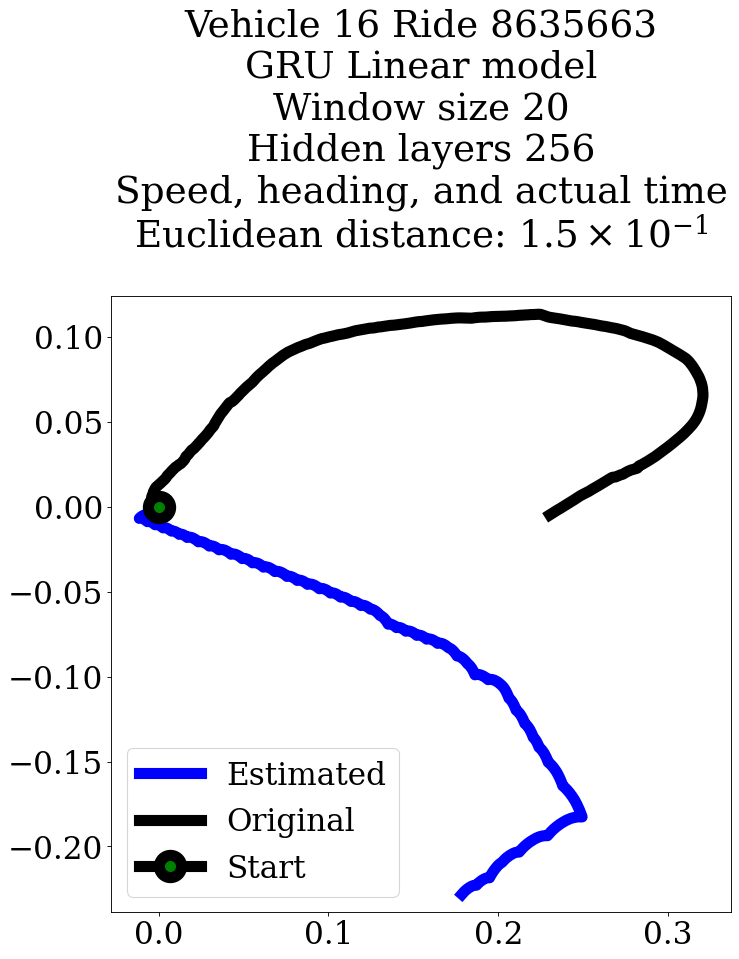 Vehicle 16 Ride 8635663
GRU Linear model
Window size 20
Hidden layers 256
Speed, heading, and actual time
Euclidean distance: 1.5 × 10⁻¹
0.10
0.05
0.00
−0.05
−0.10
−0.15
−0.20
Estimated
Original
Start
0.0 0.1 0.2 0.3